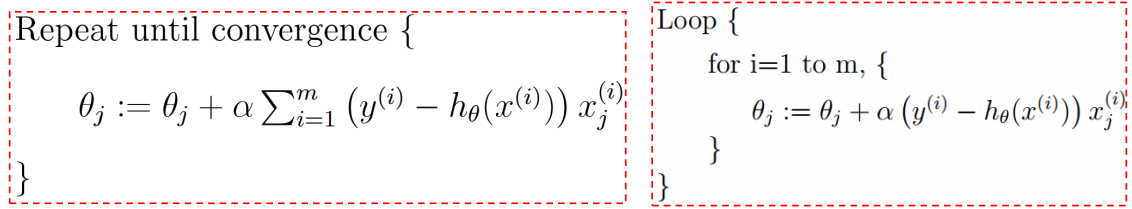 Repeat until convergence {
θ_j := θ_j + α ∑_{i=1}^{m} (y^{(i)} − h_θ(x^{(i)})) x_j^{(i)}
}
Loop {
for i=1 to m, {
θ_j := θ_j + α (y^{(i)} − h_θ(x^{(i)})) x_j^{(i)}
}
}